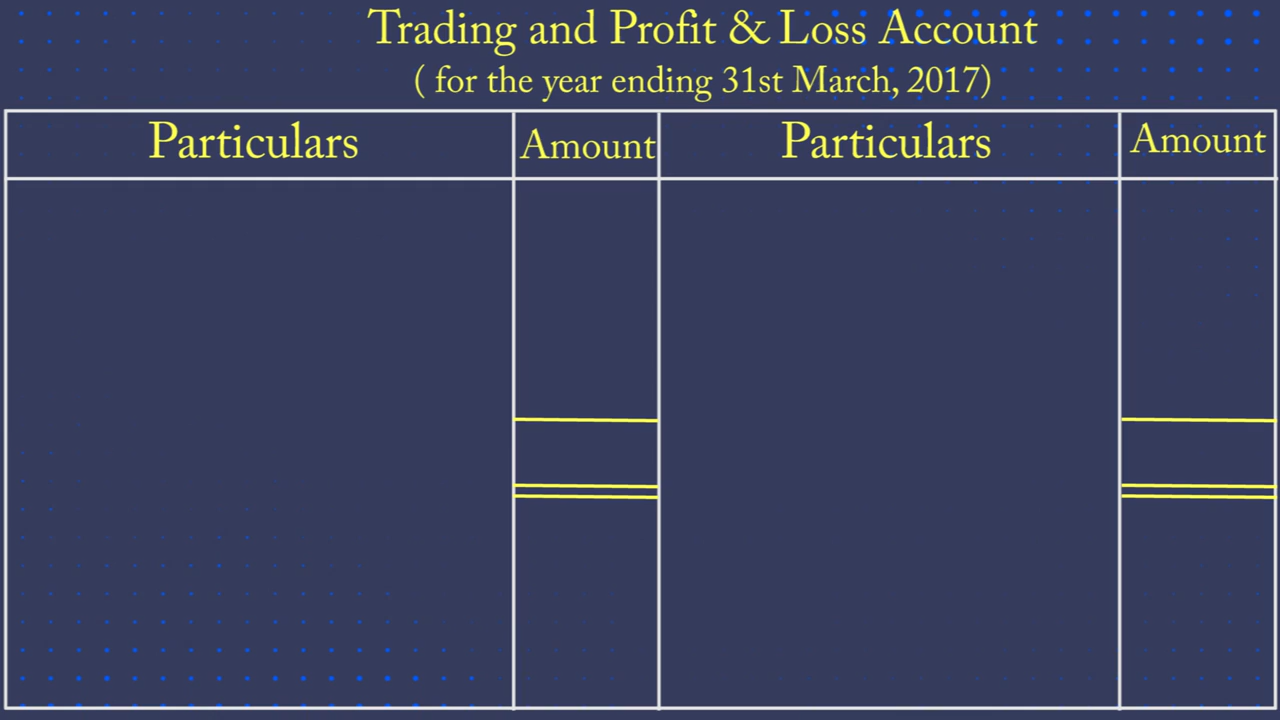 Trading and Profit & Loss Account
( for the year ending 31st March, 2017)
Particulars Amount Particulars Amount